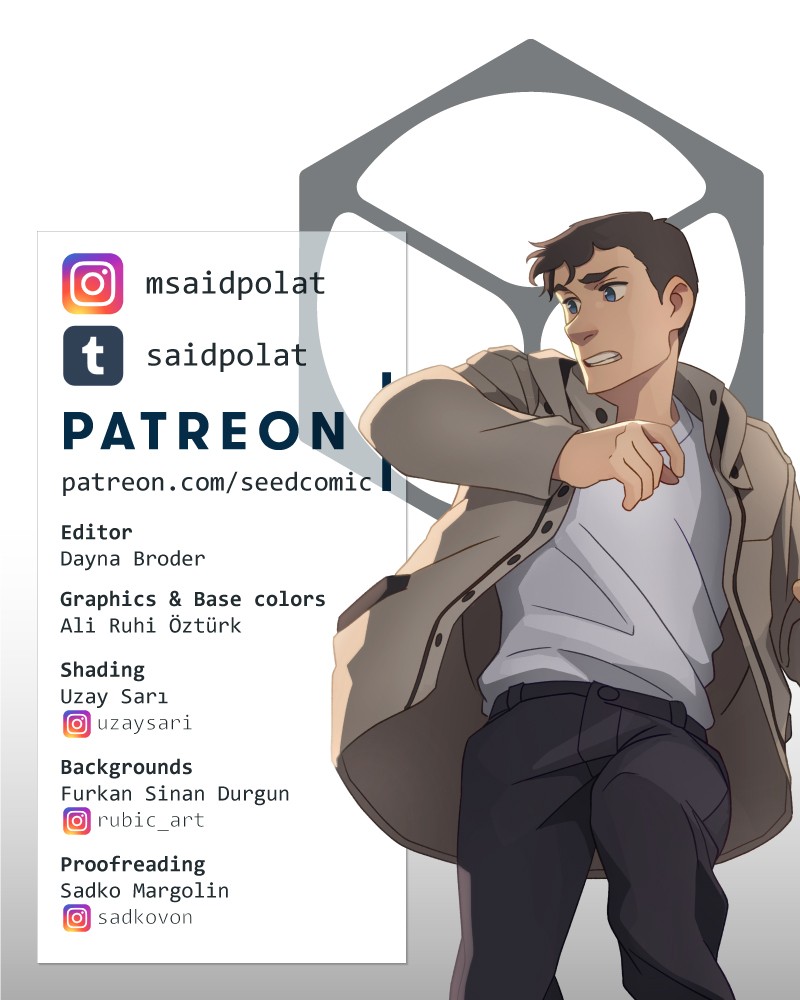 msaidpolat
saidpolat
PATREON
patreon.com/seedcomic
Editor
Dayna Broder
Graphics & Base colors
Ali Ruhi Öztürk
Shading
Uzay Sarı
uzaysari
Backgrounds
Furkan Sinan Durgun
rubic_art
Proofreading
Sadko Margolin
sadkovon